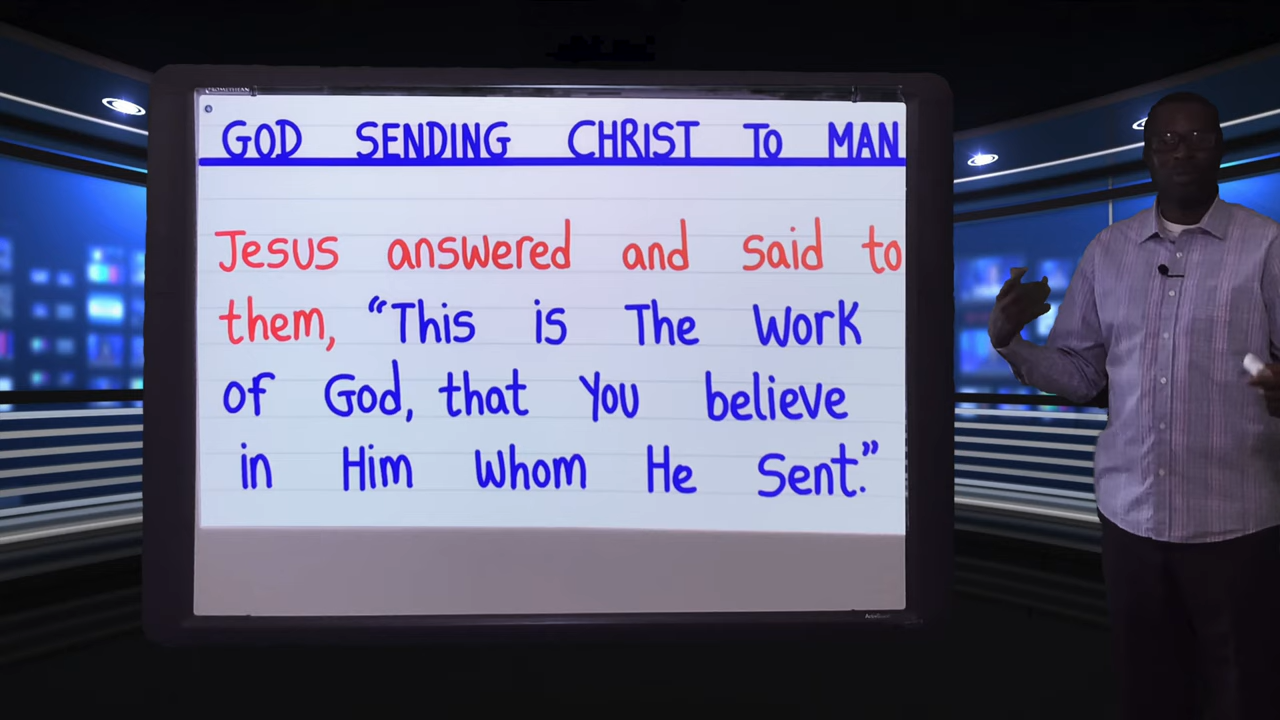 PROMETHEAN
GOD SENDING CHRIST TO MAN
Jesus answered and said to
them, “This is The Work
of God, that You believe
in Him Whom He Sent.”